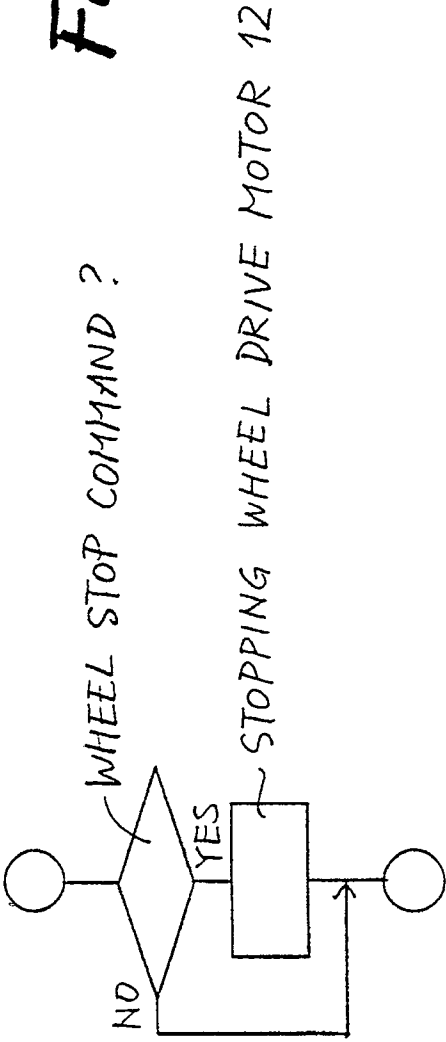 WHEEL STOP COMMAND ?
NO
YES
STOPPING WHEEL DRIVE MOTOR 12